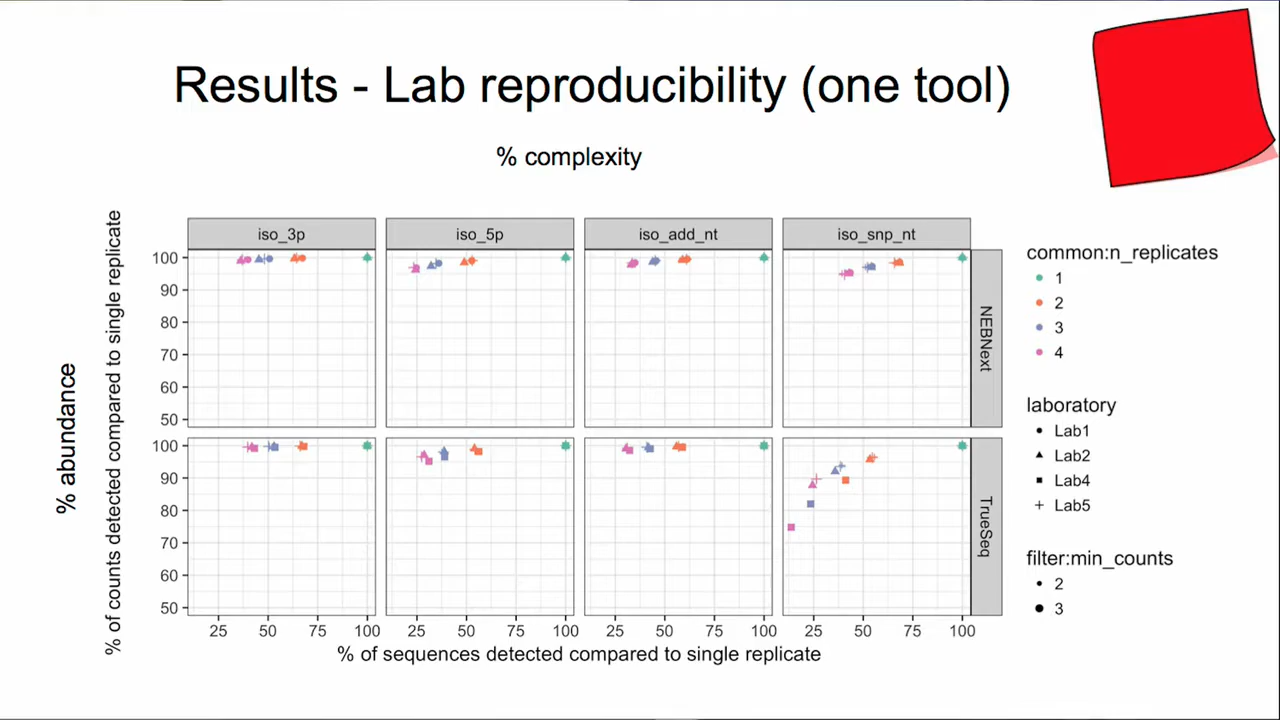 Results - Lab reproducibility (one tool)
% complexity
% abundance
% of counts detected compared to single replicate
iso_3p iso_5p iso_add_nt iso_snp_nt
100
90
80
70
60
50
NEBNext
100
90
80
70
60
50
TrueSeq
25 50 75 100 25 50 75 100 25 50 75 100 25 50 75 100
% of sequences detected compared to single replicate
common:n_replicates
1
2
3
4
laboratory
Lab1
Lab2
Lab4
Lab5
filter:min_counts
2
3